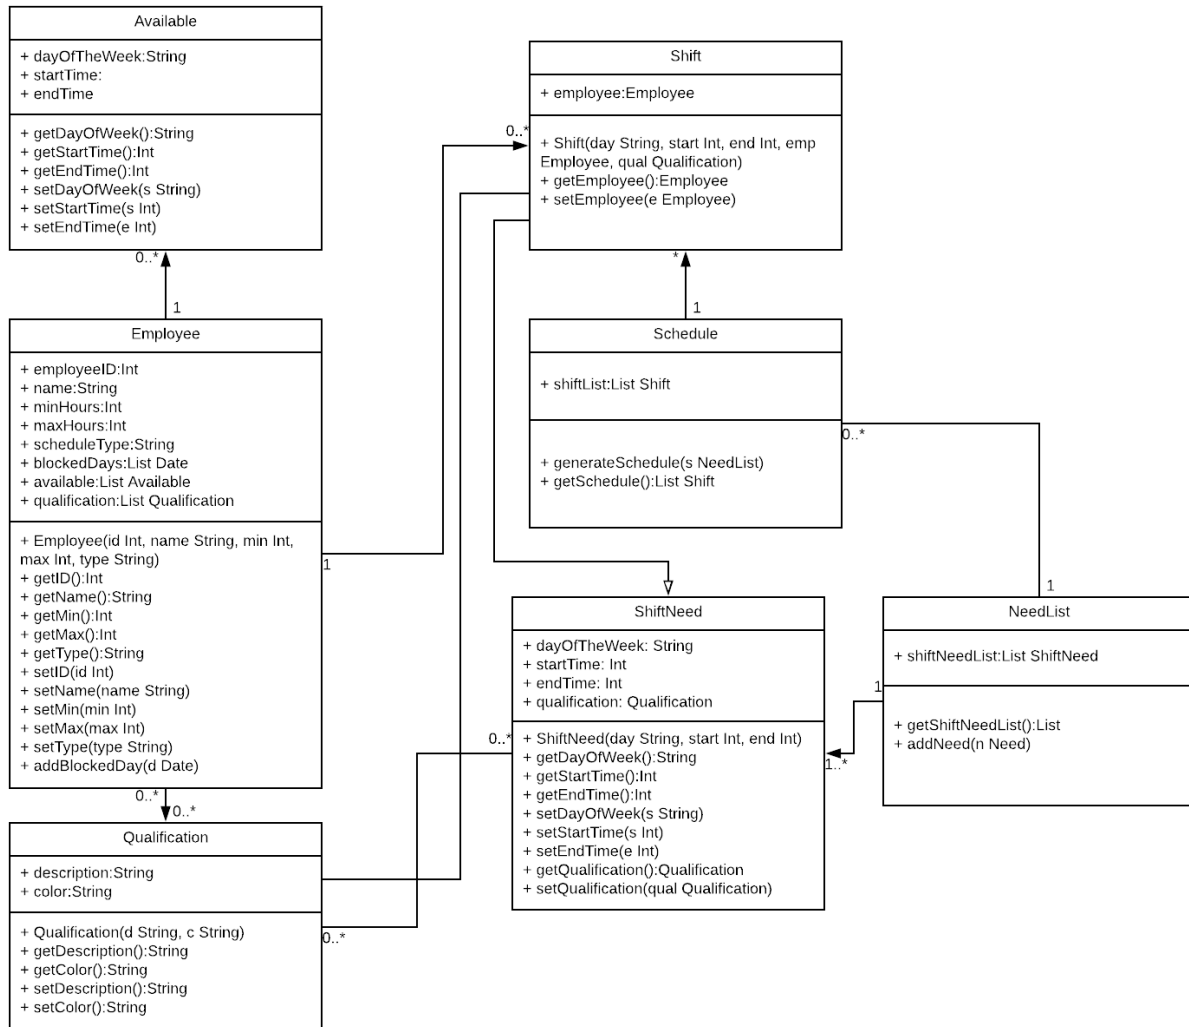 Available
+ dayOfTheWeek:String
+ startTime:
+ endTime
+ getDayOfWeek():String
+ getStartTime():Int
+ getEndTime():Int
+ setDayOfWeek(s String)
+ setStartTime(s Int)
+ setEndTime(e Int)
0..*
1
Employee
+ employeeID:Int
+ name:String
+ minHours:Int
+ maxHours:Int
+ scheduleType:String
+ blockedDays:List Date
+ available:List Available
+ qualification:List Qualification
+ Employee(id Int, name String, min Int,
max Int, type String)
+ getID():Int
+ getName():String
+ getMin():Int
+ getMax():Int
+ getType():String
+ setID(id Int)
+ setName(name String)
+ setMin(min Int)
+ setMax(max Int)
+ setType(type String)
+ addBlockedDay(d Date)
1
0..*
0..*
0..*
Qualification
+ description:String
+ color:String
+ Qualification(d String, c String)
+ getDescription():String
+ getColor():String
+ setDescription():String
+ setColor():String
0..*
Shift
+ employee:Employee
+ Shift(day String, start Int, end Int, emp
Employee, qual Qualification)
+ getEmployee():Employee
+ setEmployee(e Employee)
*
1
Schedule
+ shiftList:List Shift
+ generateSchedule(s NeedList)
+ getSchedule():List Shift
0..*
1
ShiftNeed
+ dayOfTheWeek: String
+ startTime: Int
+ endTime: Int
+ qualification: Qualification
+ ShiftNeed(day String, start Int, end Int)
+ getDayOfWeek():String
+ getStartTime():Int
+ getEndTime():Int
+ setDayOfWeek(s String)
+ setStartTime(s Int)
+ setEndTime(e Int)
+ getQualification():Qualification
+ setQualification(qual Qualification)
0..*
1..*
1
NeedList
+ shiftNeedList:List ShiftNeed
+ getShiftNeedList():List
+ addNeed(n Need)